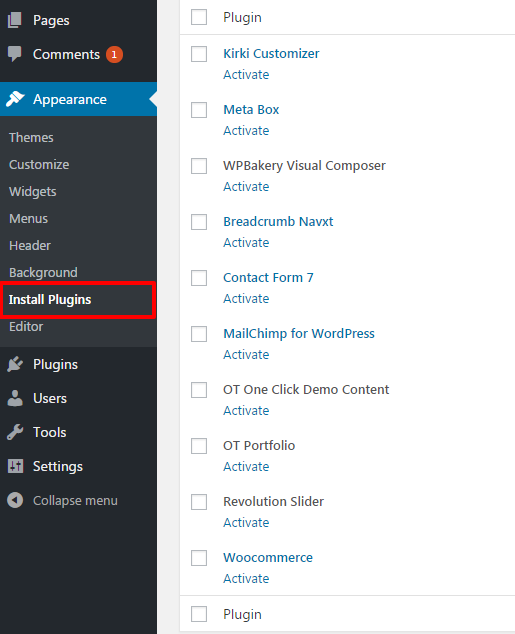 Pages
Comments 1
Appearance
Themes
Customize
Widgets
Menus
Header
Background
Install Plugins
Editor
Plugins
Users
Tools
Settings
Collapse menu
Plugin
Kirki Customizer
Activate
Meta Box
Activate
WPBakery Visual Composer
Activate
Breadcrumb Navxt
Activate
Contact Form 7
Activate
MailChimp for WordPress
Activate
OT One Click Demo Content
Activate
OT Portfolio
Activate
Revolution Slider
Activate
Woocommerce
Activate
Plugin